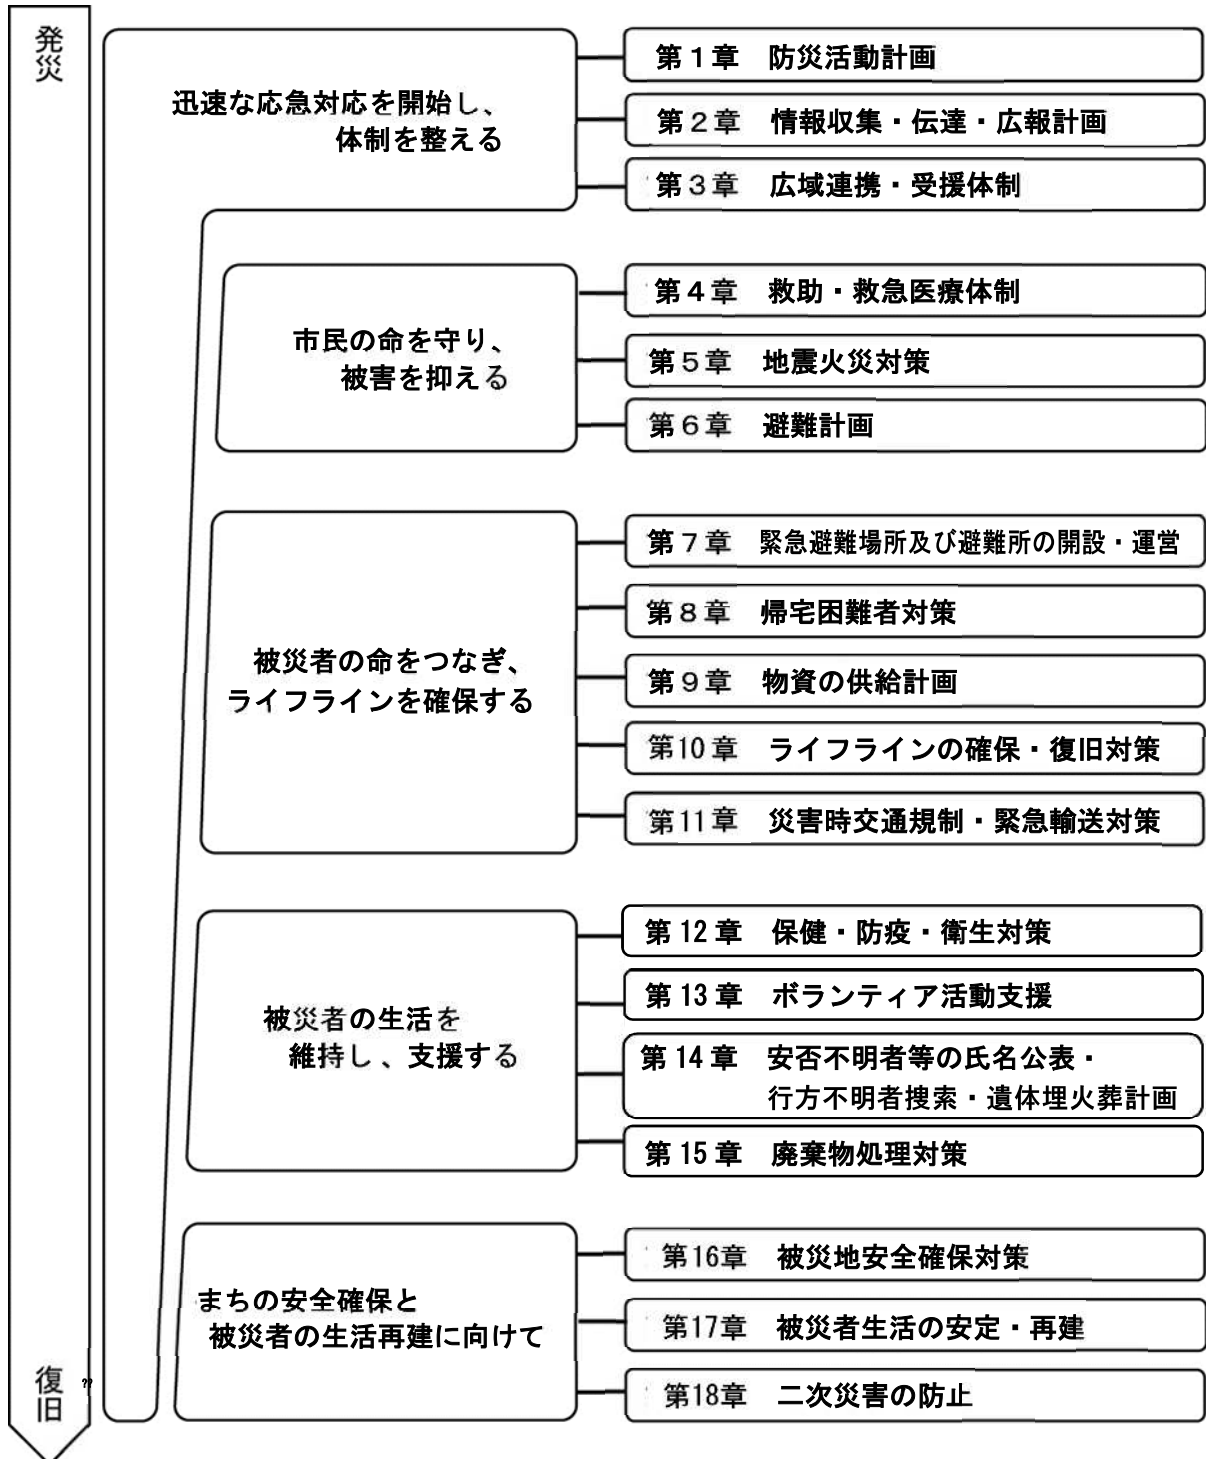 発災
迅速な応急対応を開始し、
体制を整える
第１章　防災活動計画
第２章　情報収集・伝達・広報計画
第３章　広域連携・受援体制
市民の命を守り、
被害を抑える
第４章　救助・救急医療体制
第５章　地震火災対策
第６章　避難計画
被災者の命をつなぎ、
ライフラインを確保する
第７章　緊急避難場所及び避難所の開設・運営
第８章　帰宅困難者対策
第９章　物資の供給計画
第10章　ライフラインの確保・復旧対策
第11章　災害時交通規制・緊急輸送対策
被災者の生活を
維持し、支援する
第12章　保健・防疫・衛生対策
第13章　ボランティア活動支援
第14章　安否不明者等の氏名公表・
行方不明者捜索・遺体埋火葬計画
第15章　廃棄物処理対策
まちの安全確保と
被災者の生活再建に向けて
第16章　被災地安全確保対策
第17章　被災者生活の安定・再建
第18章　二次災害の防止
復旧
??